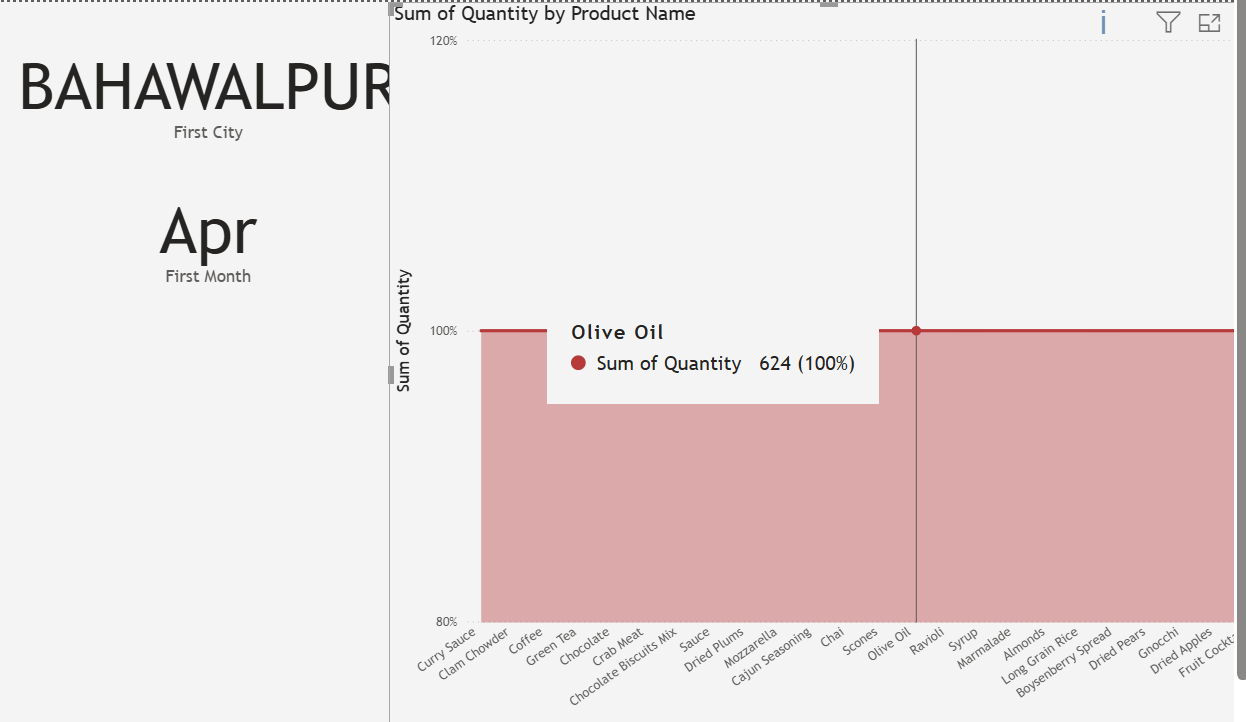 Sum of Quantity by Product Name
BAHAWALPUR
First City
Apr
First Month
Sum of Quantity
120%
100%
80%
Olive Oil
Sum of Quantity 624 (100%)
Curry Sauce
Clam Chowder
Coffee
Green Tea
Chocolate
Crab Meat
Chocolate Biscuits Mix
Sauce
Dried Plums
Mozzarella
Cajun Seasoning
Chai
Scones
Olive Oil
Ravioli
Syrup
Marmalade
Almonds
Long Grain Rice
Boysenberry Spread
Dried Pears
Gnocchi
Dried Apples
Fruit Cockt